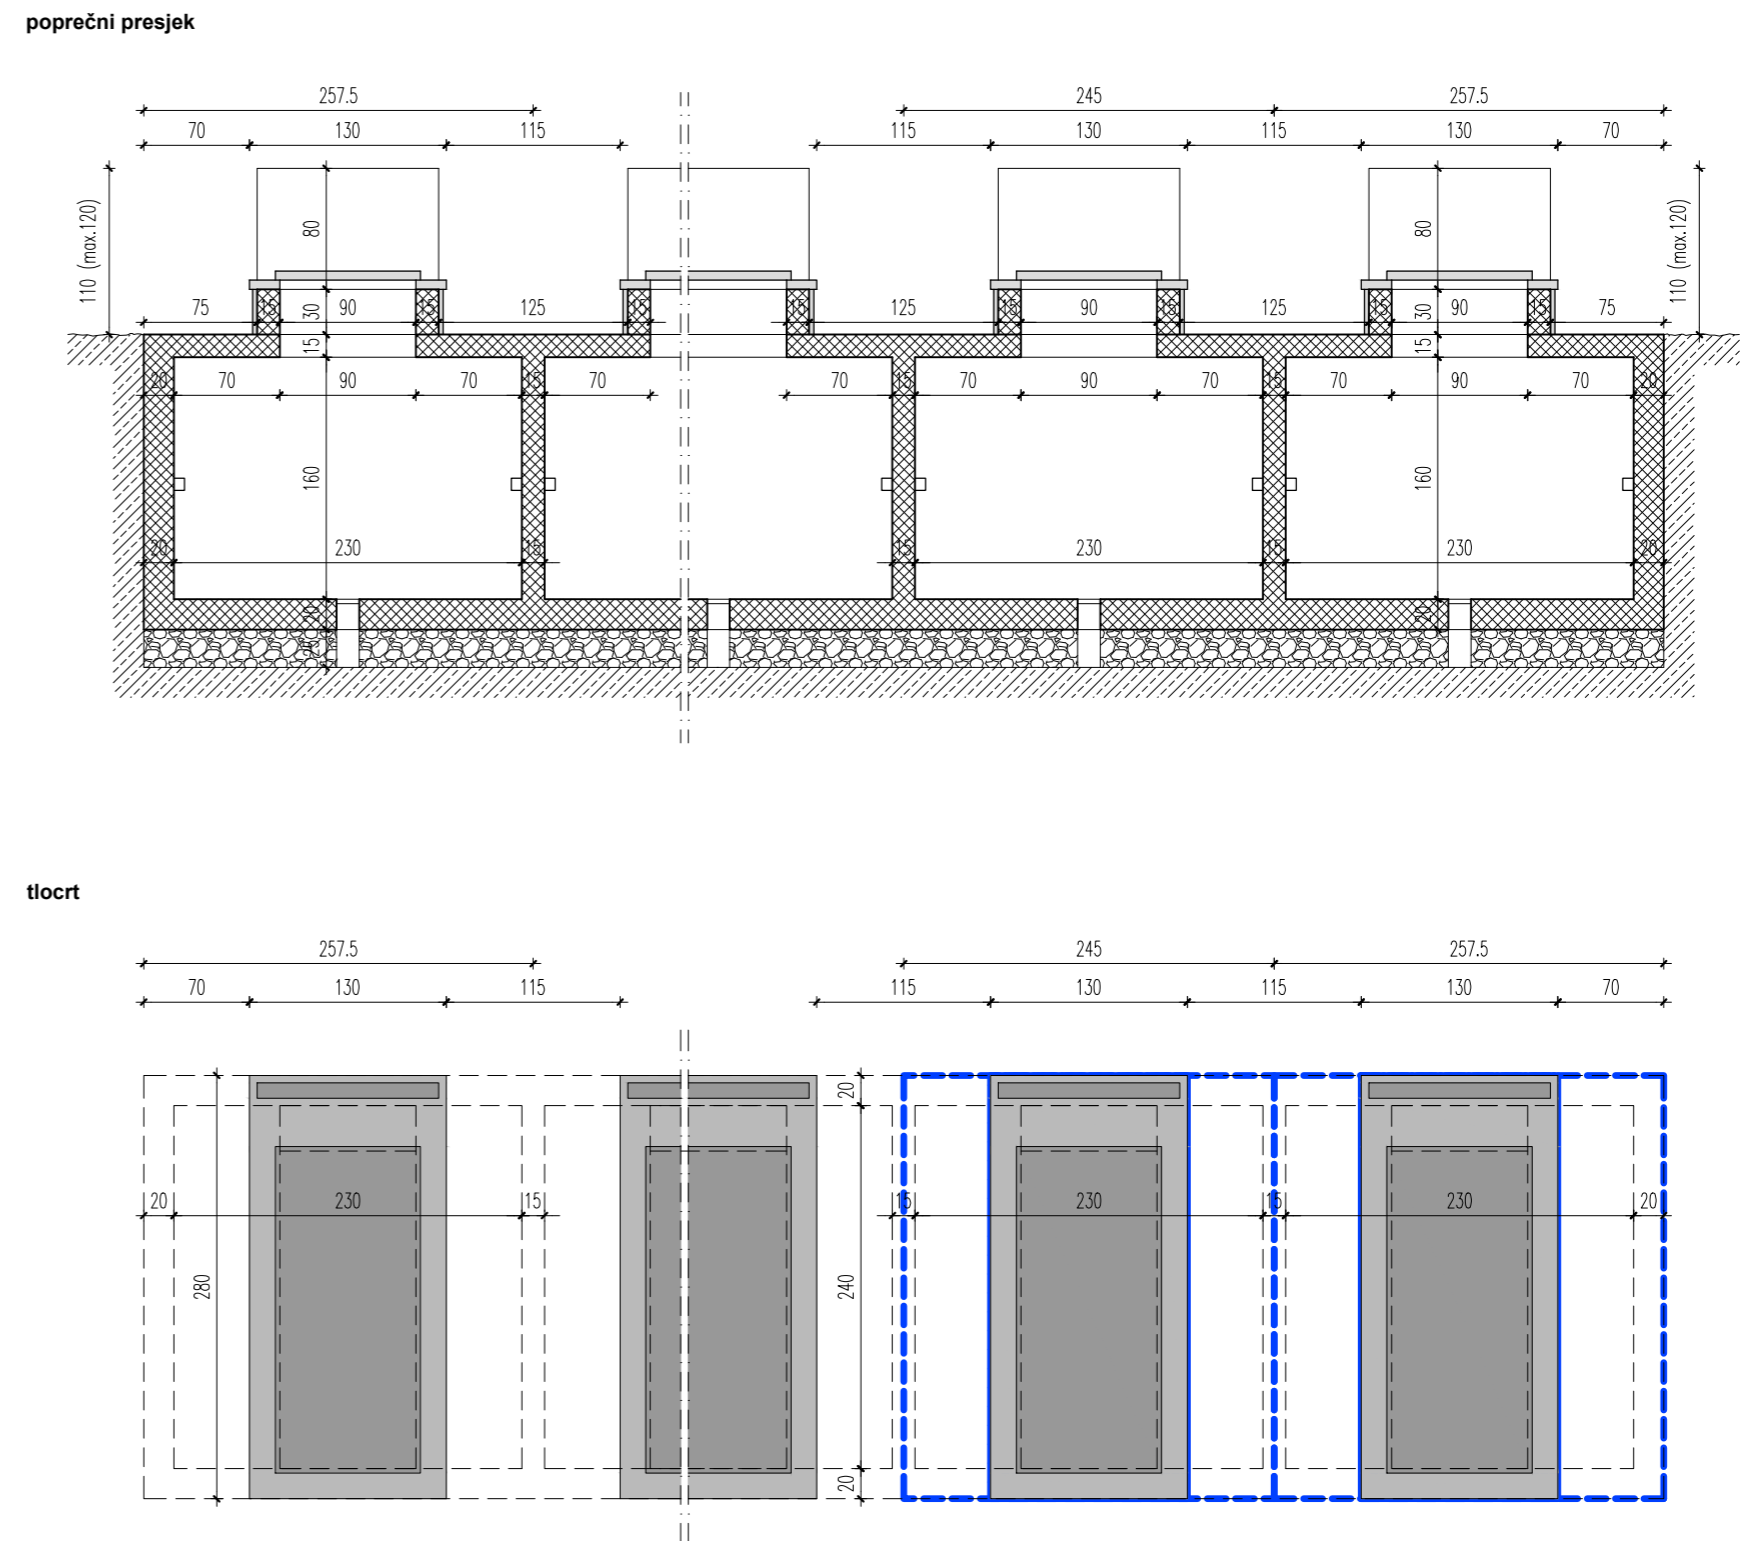 poprečni presjek
257.5 245 257.5
70 130 115 115 130 115 130 70
110 (max.120) 80 80 110 (max.120)
75 15 30 90 15 125 15 15 125 15 90 15 125 15 30 90 15 75
15 15
20 70 90 70 15 70 70 15 70 90 70 15 70 90 70 20
160 160
20 230 15 15 230 15 230 20
20 20
25
tlocrt
257.5 245 257.5
70 130 115 115 130 115 130 70
20
20 230 15 15 230 15 230 20
280 240
20